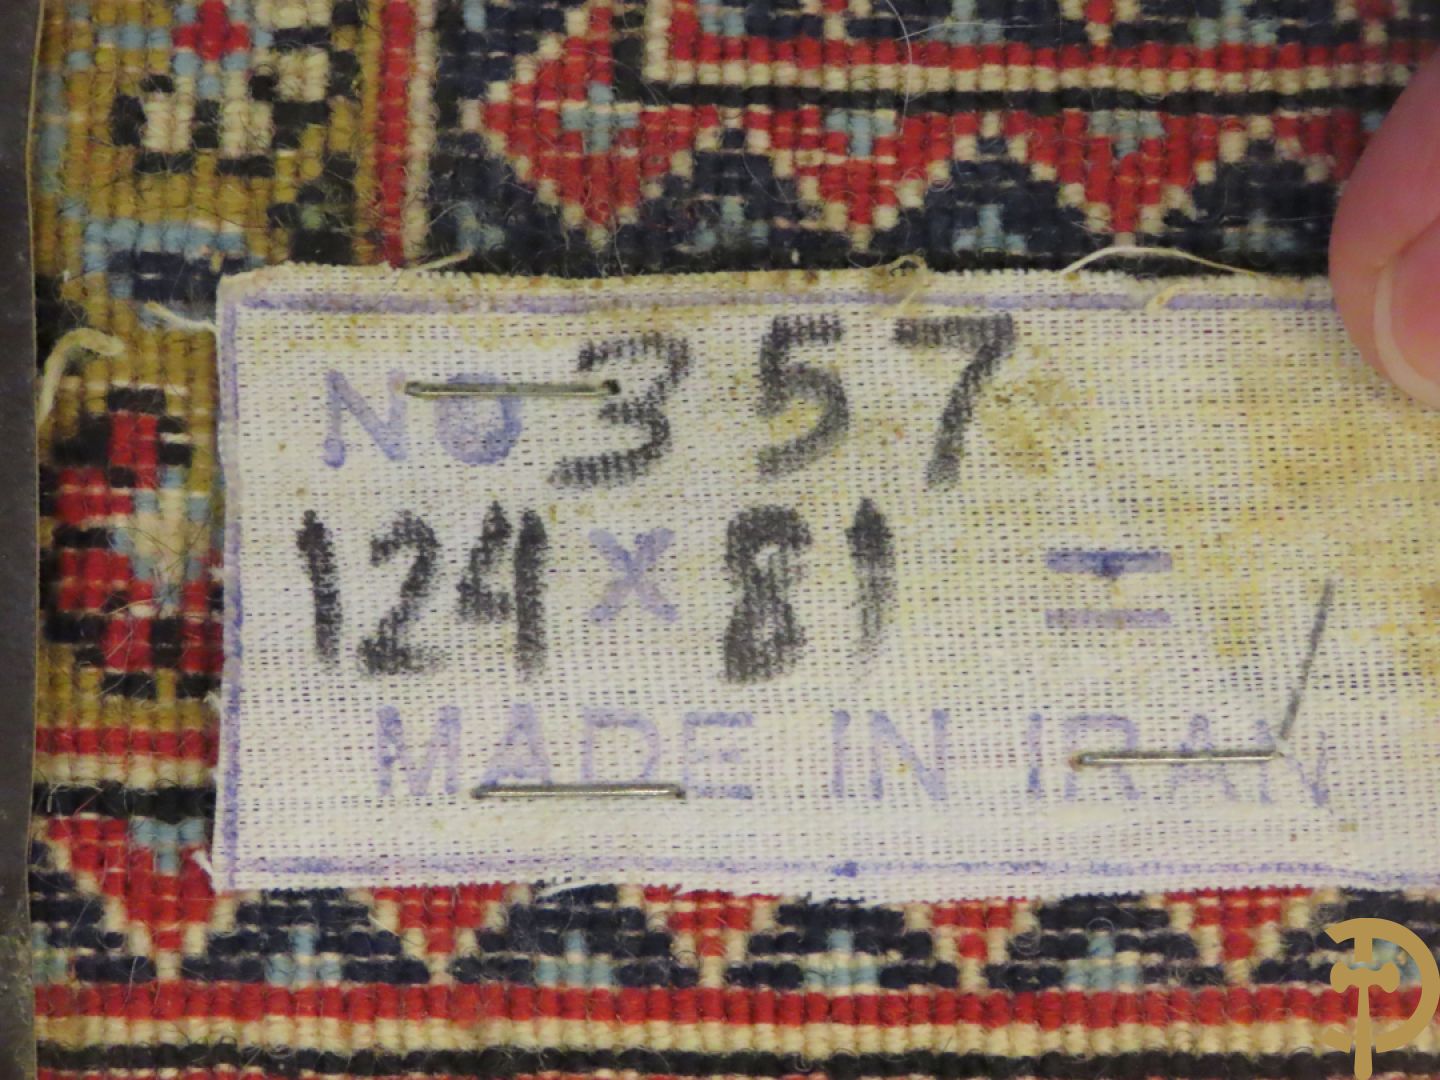 NO 357
124 X 81 =
MADE IN IRAN